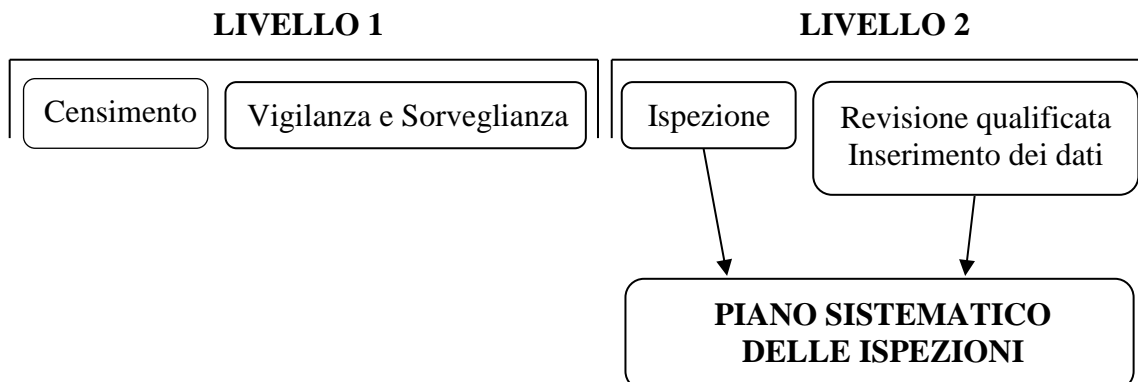 LIVELLO 1
LIVELLO 2
Censimento
Vigilanza e Sorveglianza
Ispezione
Revisione qualificata
Inserimento dei dati
PIANO SISTEMATICO
DELLE ISPEZIONI